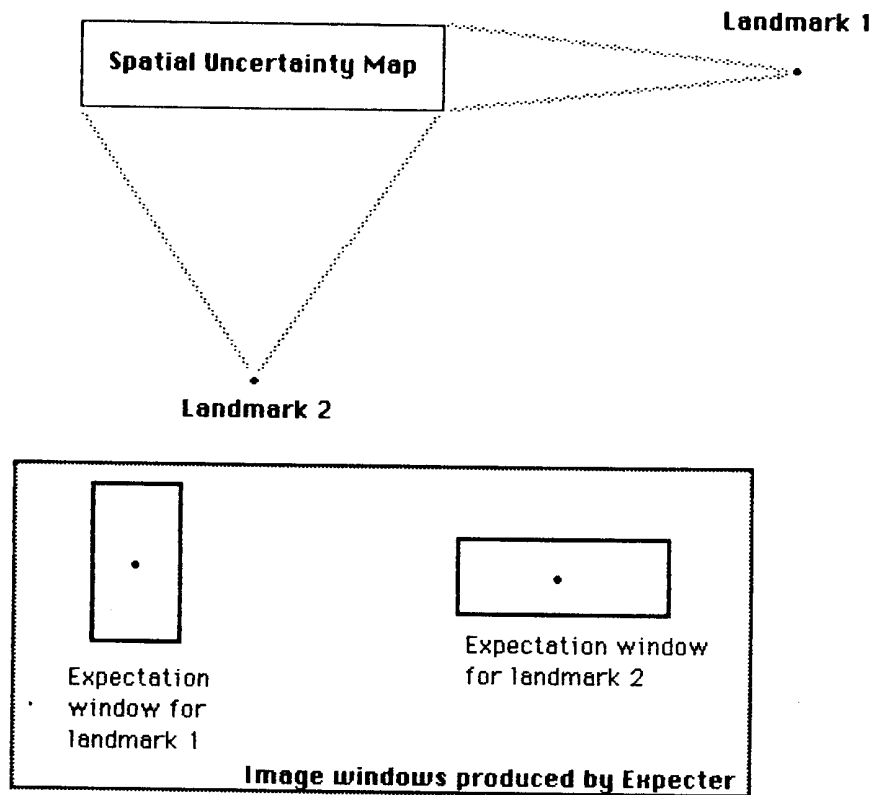 Landmark 1
Spatial Uncertainty Map
Landmark 2
Expectation
window for
landmark 1
Expectation window
for landmark 2
Image windows produced by Expecter